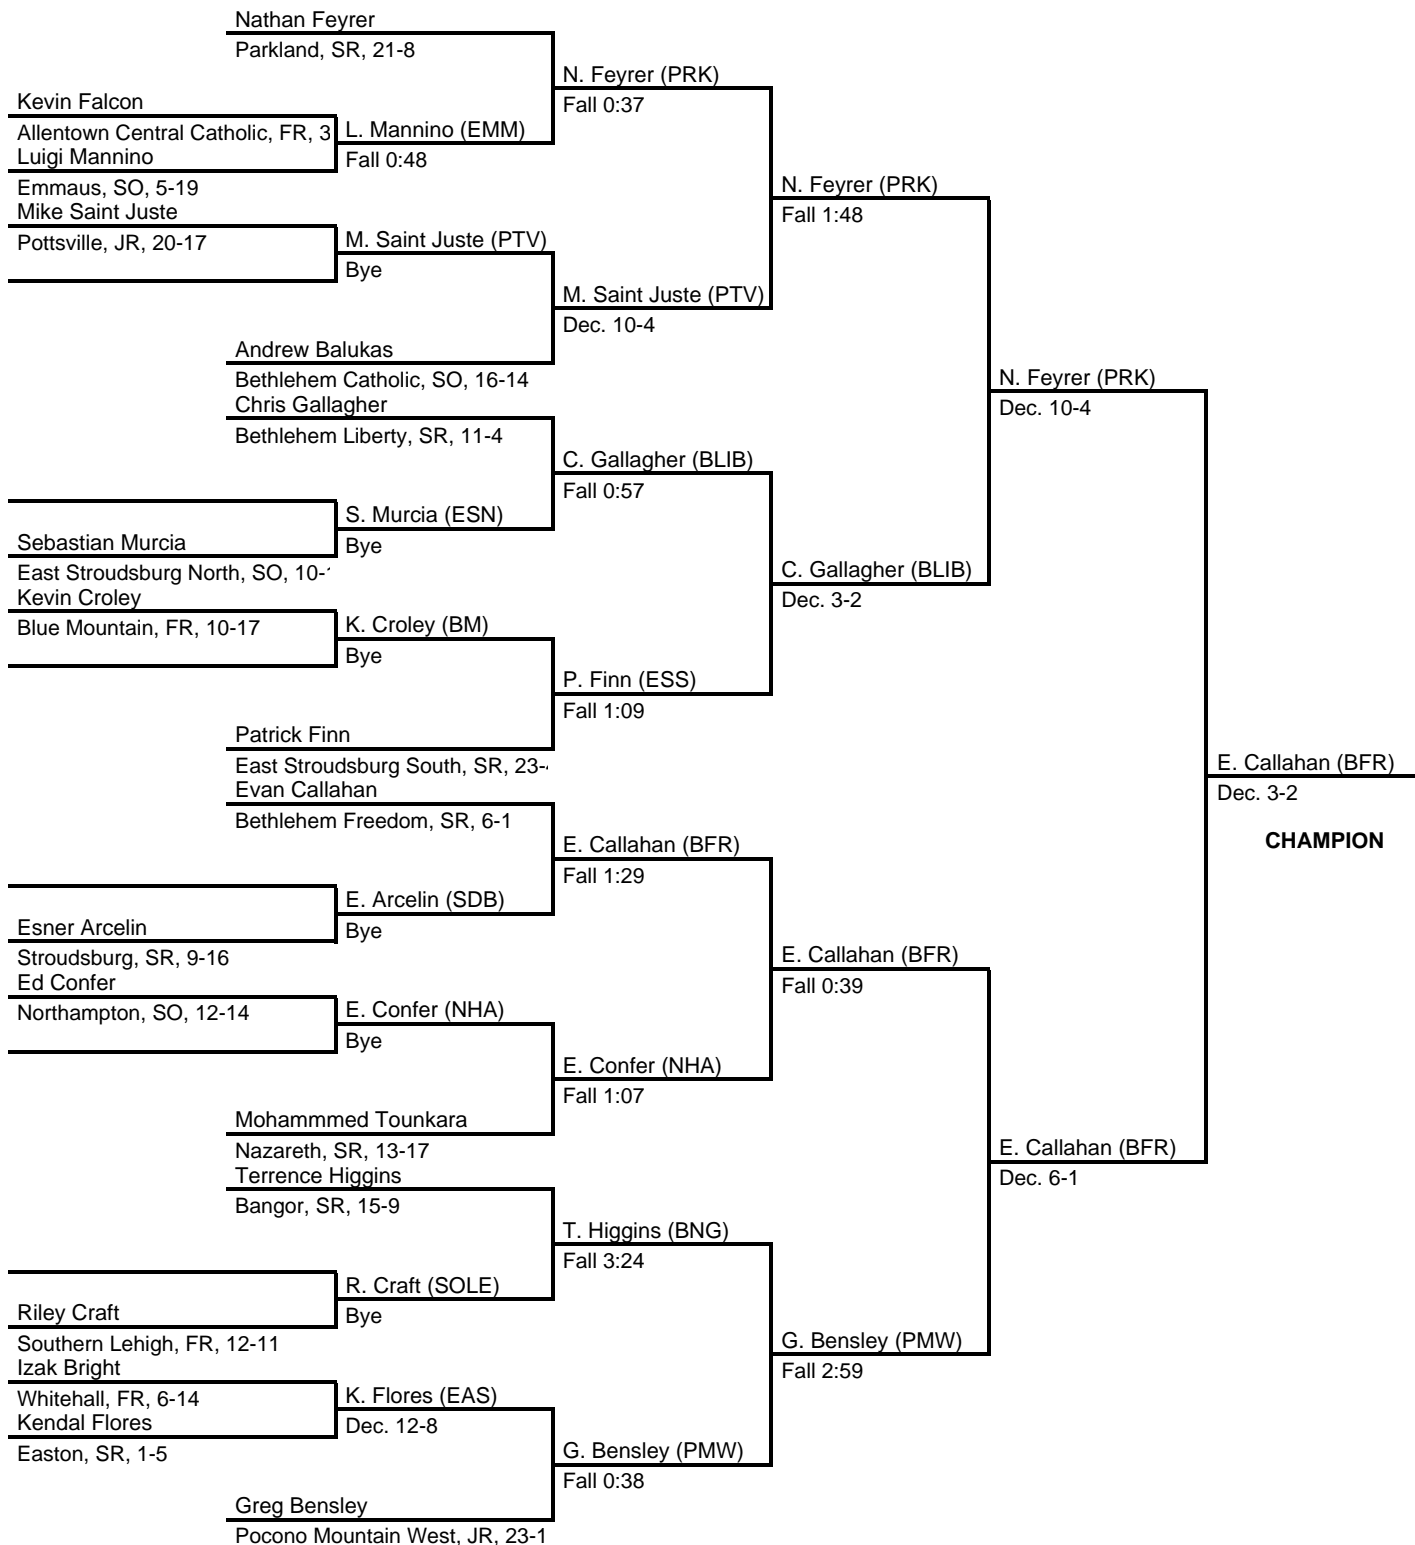 Nathan Feyrer
Parkland, SR, 21-8
N. Feyrer (PRK)
Fall 0:37
Kevin Falcon
Allentown Central Catholic, FR, 3
L. Mannino (EMM)
Luigi Mannino
Fall 0:48
Emmaus, SO, 5-19
N. Feyrer (PRK)
Mike Saint Juste
Fall 1:48
Pottsville, JR, 20-17
M. Saint Juste (PTV)
Bye
M. Saint Juste (PTV)
Dec. 10-4
Andrew Balukas
Bethlehem Catholic, SO, 16-14
N. Feyrer (PRK)
Chris Gallagher
Dec. 10-4
Bethlehem Liberty, SR, 11-4
C. Gallagher (BLIB)
Fall 0:57
S. Murcia (ESN)
Sebastian Murcia
Bye
East Stroudsburg North, SO, 10-
C. Gallagher (BLIB)
Kevin Croley
Dec. 3-2
Blue Mountain, FR, 10-17
K. Croley (BM)
Bye
P. Finn (ESS)
Fall 1:09
Patrick Finn
East Stroudsburg South, SR, 23-
E. Callahan (BFR)
Evan Callahan
Dec. 3-2
Bethlehem Freedom, SR, 6-1
CHAMPION
E. Callahan (BFR)
Fall 1:29
E. Arcelin (SDB)
Esner Arcelin
Bye
Stroudsburg, SR, 9-16
E. Callahan (BFR)
Ed Confer
Fall 0:39
Northampton, SO, 12-14
E. Confer (NHA)
Bye
E. Confer (NHA)
Fall 1:07
Mohammmed Tounkara
Nazareth, SR, 13-17
E. Callahan (BFR)
Terrence Higgins
Dec. 6-1
Bangor, SR, 15-9
T. Higgins (BNG)
Fall 3:24
R. Craft (SOLE)
Riley Craft
Bye
Southern Lehigh, FR, 12-11
G. Bensley (PMW)
Izak Bright
Fall 2:59
Whitehall, FR, 6-14
K. Flores (EAS)
Kendal Flores
Dec. 12-8
Easton, SR, 1-5
G. Bensley (PMW)
Fall 0:38
Greg Bensley
Pocono Mountain West, JR, 23-1